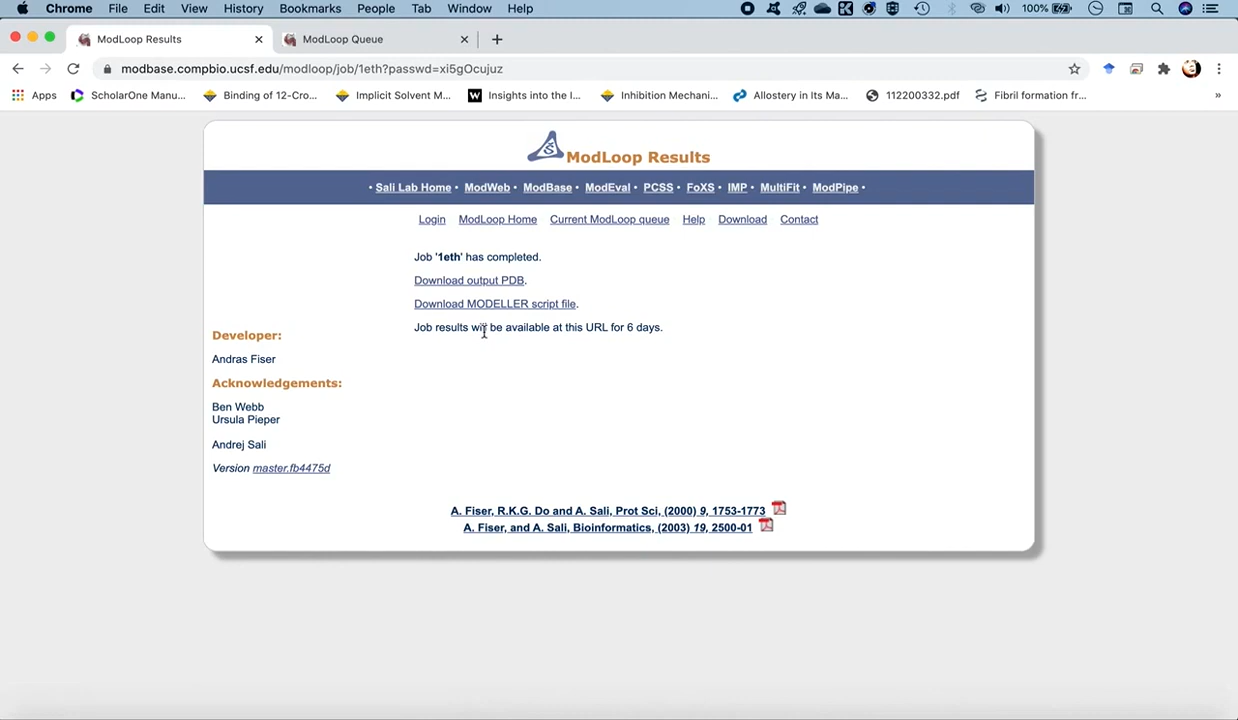 Chrome File Edit View History Bookmarks People Tab Window Help 100%
ModLoop Results
ModLoop Queue
modbase.compbio.ucsf.edu/modloop/job/1eth?passwd=xi5gOcujuz
Apps ScholarOne Manu... Binding of 12-Cro... Implicit Solvent M... Insights into the I... Inhibition Mechani... Allostery in Its Ma... 112200332.pdf Fibril formation fr... »
ModLoop Results
• Sali Lab Home • ModWeb • ModBase • ModEval • PCSS • FoXS • IMP • MultiFit • ModPipe •
Login ModLoop Home Current ModLoop queue Help Download Contact
Job '1eth' has completed.
Download output PDB.
Download MODELLER script file.
Job results will be available at this URL for 6 days.
Developer:
Andras Fiser
Acknowledgements:
Ben Webb
Ursula Pieper
Andrej Sali
Version master.fb4475d
A. Fiser, R.K.G. Do and A. Sali, Prot Sci, (2000) 9, 1753-1773
A. Fiser, and A. Sali, Bioinformatics, (2003) 19, 2500-01